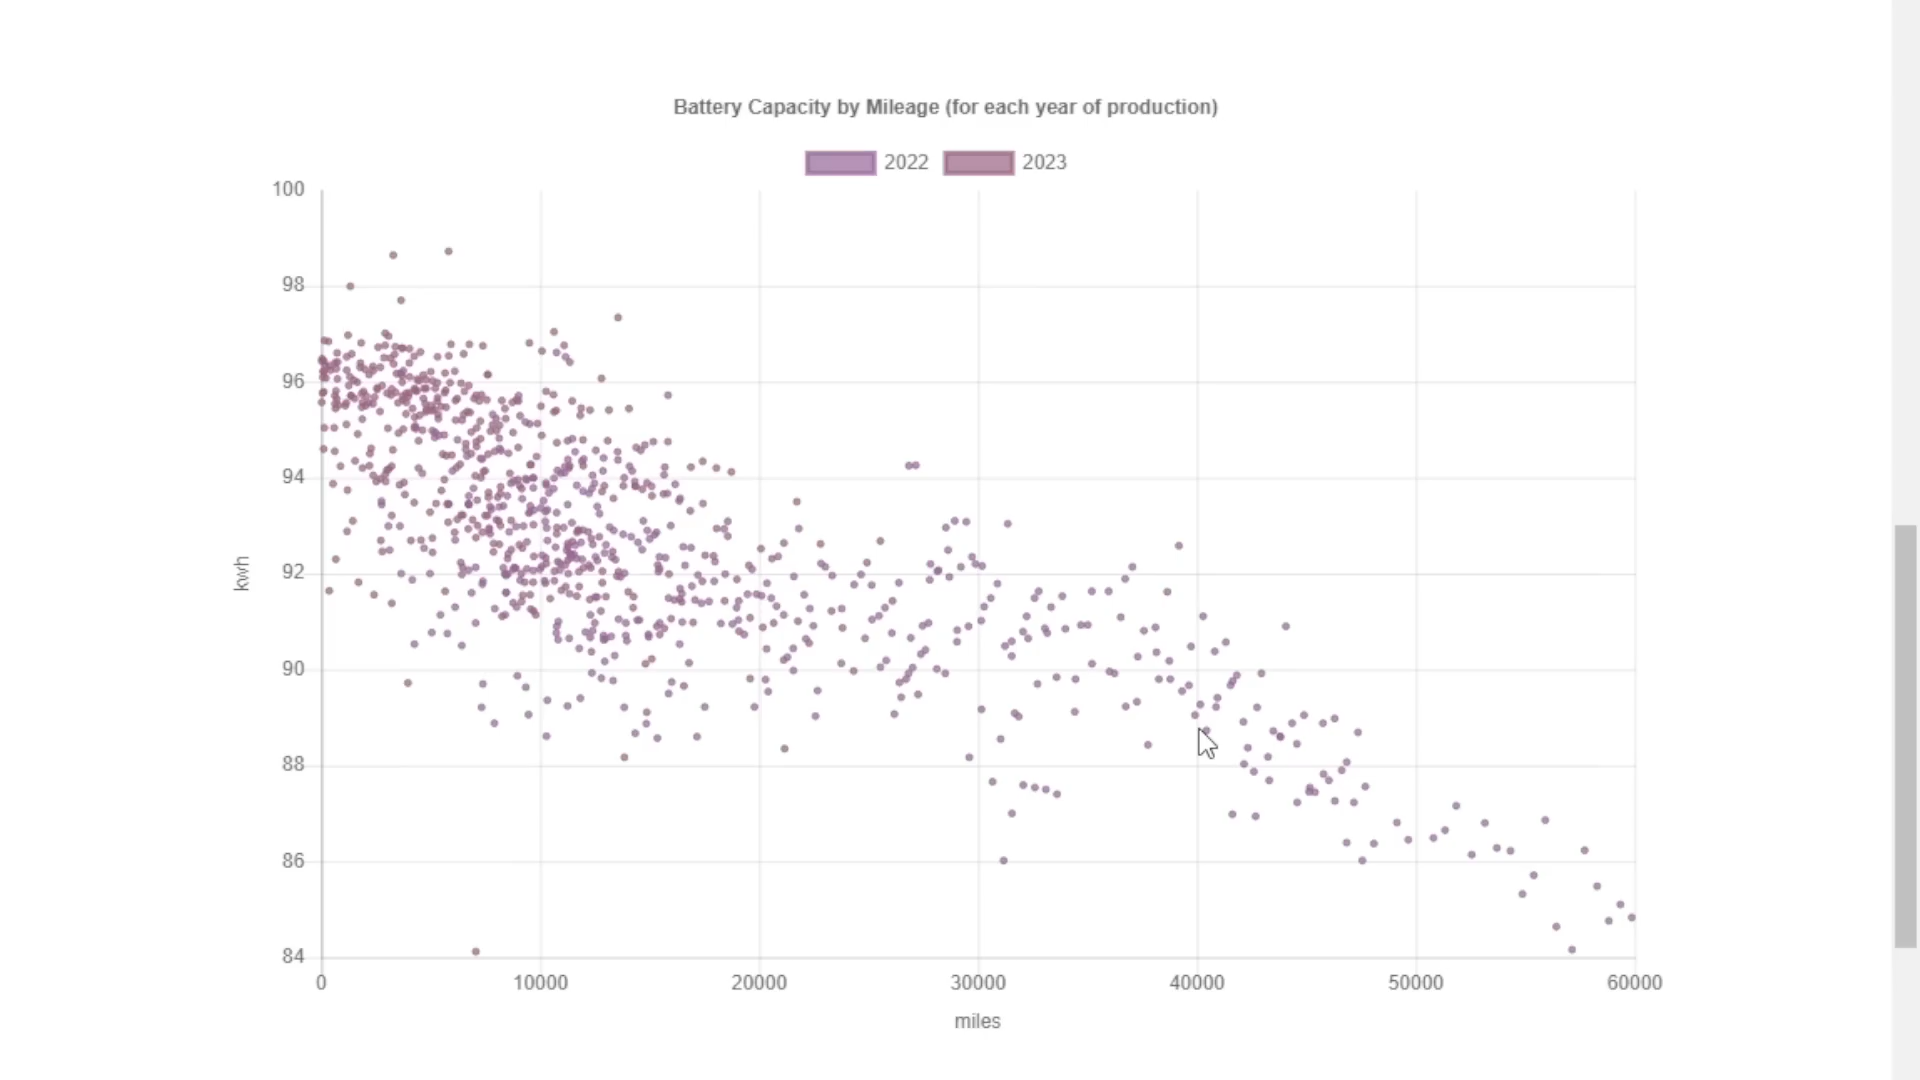 Battery Capacity by Mileage (for each year of production)
2022 2023
100
98
96
94
92
90
88
86
84
kwh
0 10000 20000 30000 40000 50000 60000
miles